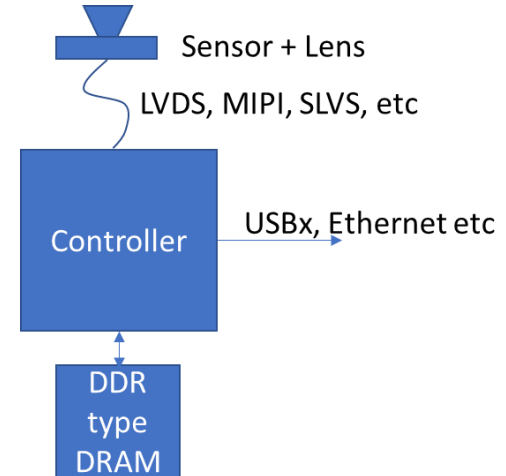 Sensor + Lens
LVDS, MIPI, SLVS, etc
Controller
USBx, Ethernet etc
DDR
type
DRAM